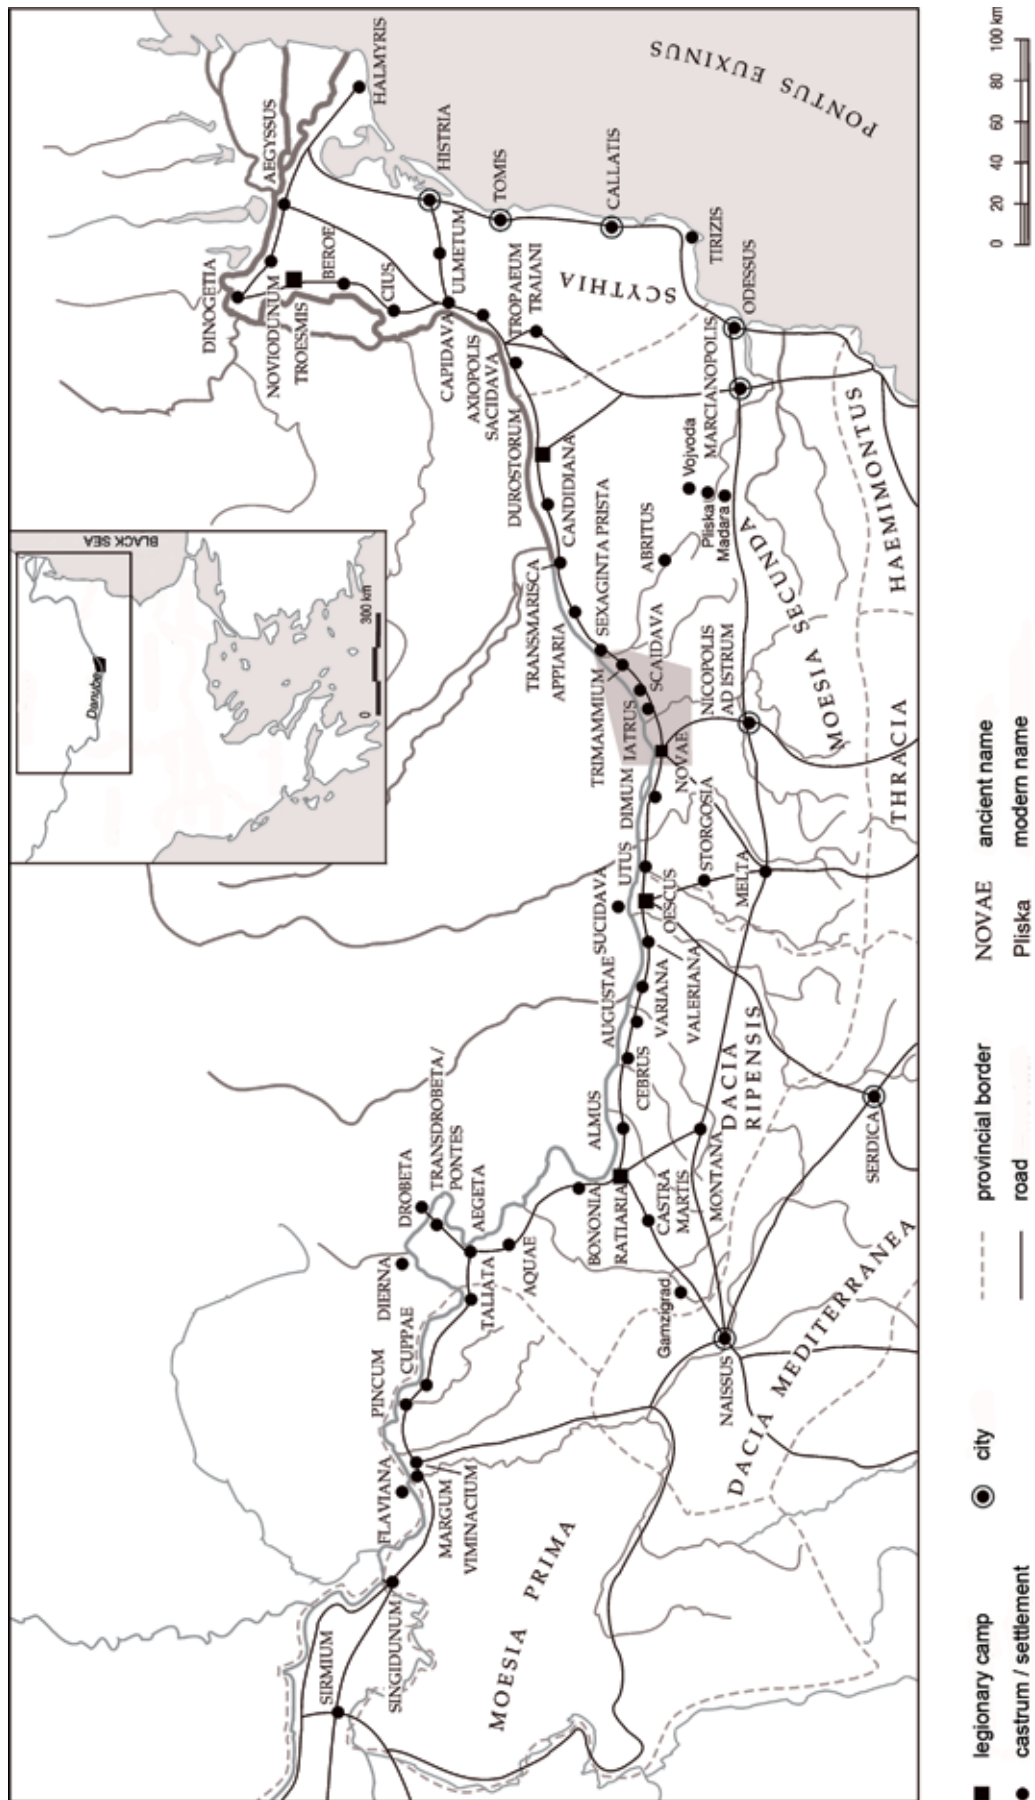 BLACK SEA
Danube
0 300 km
PONTUS EUXINUS
HALMYRIS
AEGYSSUS
DINOGETIA
NOVIODUNUM
TROESMIS
BEROE
CIUS
HISTRIA
ULMETUM
TOMIS
CAPIDAVA
AXIOPOLIS
SACIDAVA
TROPAEUM
TRAIANI
CALLATIS
SCYTHIA
TIRIZIS
ODESSUS
MARCIANOPOLIS
DUROSTORUM
CANDIDIANA
Vojvoda
Pliska
Madara
ABRITUS
TRANSMARISCA
APPIARIA
SEXAGINTA PRISTA
SCAIDAVA
TRIMAMMIUM
IATRUS
NOVAE
NICOPOLIS
AD ISTRUM
MOESIA SECUNDA
HAEMIMONTUS
THRACIA
DIMUM
UTUS
STORGOSIA
MELTA
SUCIDAVA
OESCUS
AUGUSTAE
VARIANA
VALERIANA
CEBRUS
ALMUS
DACIA
RIPENSIS
SERDICA
BONONIA
RATIARIA
CASTRA
MARTIS
MONTANA
Gamzigrad
NAISSUS
DACIA MEDITERRANEA
DROBETA
TRANSDROBETA/
PONTES
AEGETA
AQUAE
DIERNA
TALIATA
CUPPAE
PINCUM
FLAVIANA
MARGUM/
VIMINACIUM
SINGIDUNUM
SIRMIUM
MOESIA PRIMA
legionary camp
castrum / settlement
city
provincial border
road
NOVAE ancient name
Pliska modern name
0 20 40 60 80 100 km